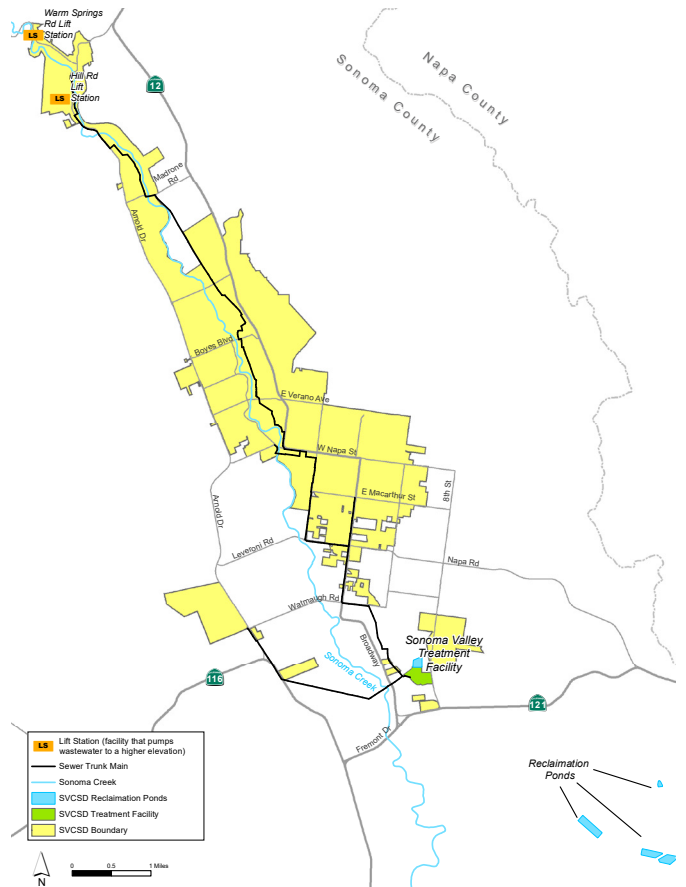 Warm Springs
Rd Lift
Station
LS
Hill Rd
Lift
Station
LS
12
Napa County
Sonoma County
Madrone
Rd
Arnold Dr
Boyes Blvd
E Verano Ave
W Napa St
E Macarthur St
8th St
Arnold Dr
Leveroni Rd
Napa Rd
Watmaugh Rd
Broadway
Sonoma Valley
Treatment
Facility
Sonoma Creek
116
121
Fremont Dr
Reclamation
Ponds
LS
Lift Station (facility that pumps
wastewater to a higher elevation)
Sewer Trunk Main
Sonoma Creek
SVCSD Reclaimation Ponds
SVCSD Treatment Facility
SVCSD Boundary
N
0 0.5 1 Miles